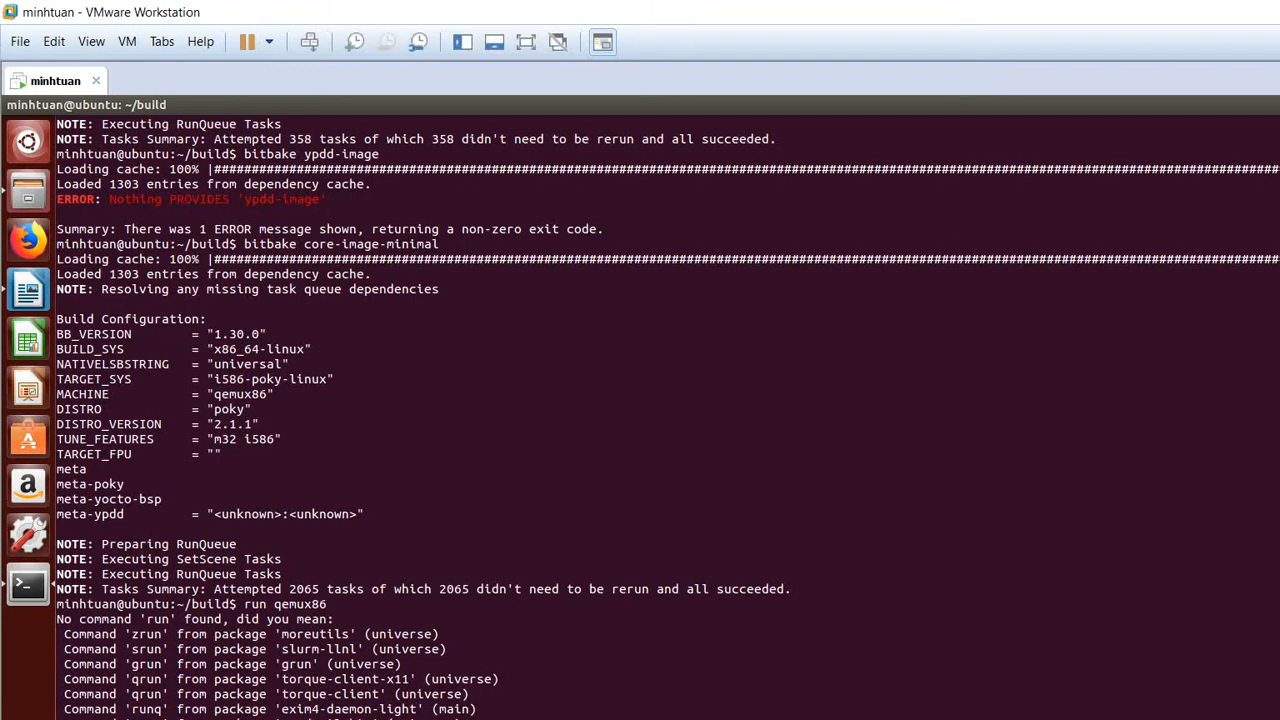 minhtuan - VMware Workstation
File Edit View VM Tabs Help
minhtuan
minhtuan@ubuntu: ~/build
NOTE: Executing RunQueue Tasks
NOTE: Tasks Summary: Attempted 358 tasks of which 358 didn't need to be rerun and all succeeded.
minhtuan@ubuntu:~/build$ bitbake ypdd-image
Loading cache: 100% |###############################################################################################################################################
Loaded 1303 entries from dependency cache.
ERROR: Nothing PROVIDES 'ypdd-image'
Summary: There was 1 ERROR message shown, returning a non-zero exit code.
minhtuan@ubuntu:~/build$ bitbake core-image-minimal
Loading cache: 100% |###############################################################################################################################################
Loaded 1303 entries from dependency cache.
NOTE: Resolving any missing task queue dependencies
Build Configuration:
BB_VERSION = "1.30.0"
BUILD_SYS = "x86_64-linux"
NATIVELSBSTRING = "universal"
TARGET_SYS = "i586-poky-linux"
MACHINE = "qemux86"
DISTRO = "poky"
DISTRO_VERSION = "2.1.1"
TUNE_FEATURES = "m32 i586"
TARGET_FPU = ""
meta
meta-poky
meta-yocto-bsp
meta-ypdd = "<unknown>:<unknown>"
NOTE: Preparing RunQueue
NOTE: Executing SetScene Tasks
NOTE: Executing RunQueue Tasks
NOTE: Tasks Summary: Attempted 2065 tasks of which 2065 didn't need to be rerun and all succeeded.
minhtuan@ubuntu:~/build$ run qemux86
No command 'run' found, did you mean:
Command 'zrun' from package 'moreutils' (universe)
Command 'srun' from package 'slurm-llnl' (universe)
Command 'grun' from package 'grun' (universe)
Command 'qrun' from package 'torque-client-x11' (universe)
Command 'qrun' from package 'torque-client' (universe)
Command 'runq' from package 'exim4-daemon-light' (main)